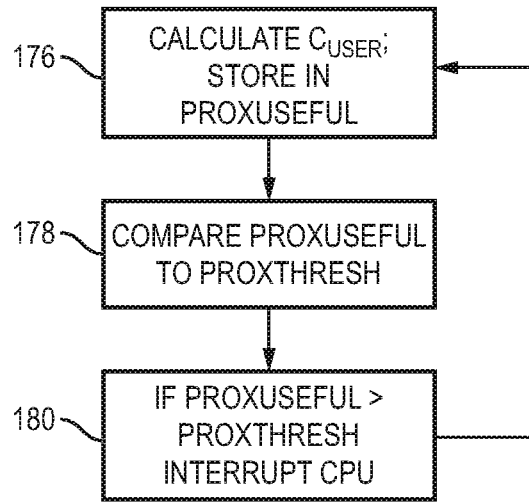 176
CALCULATE CUSER;
STORE IN
PROXUSEFUL
178
COMPARE PROXUSEFUL
TO PROXTHRESH
180
IF PROXUSEFUL >
PROXTHRESH
INTERRUPT CPU